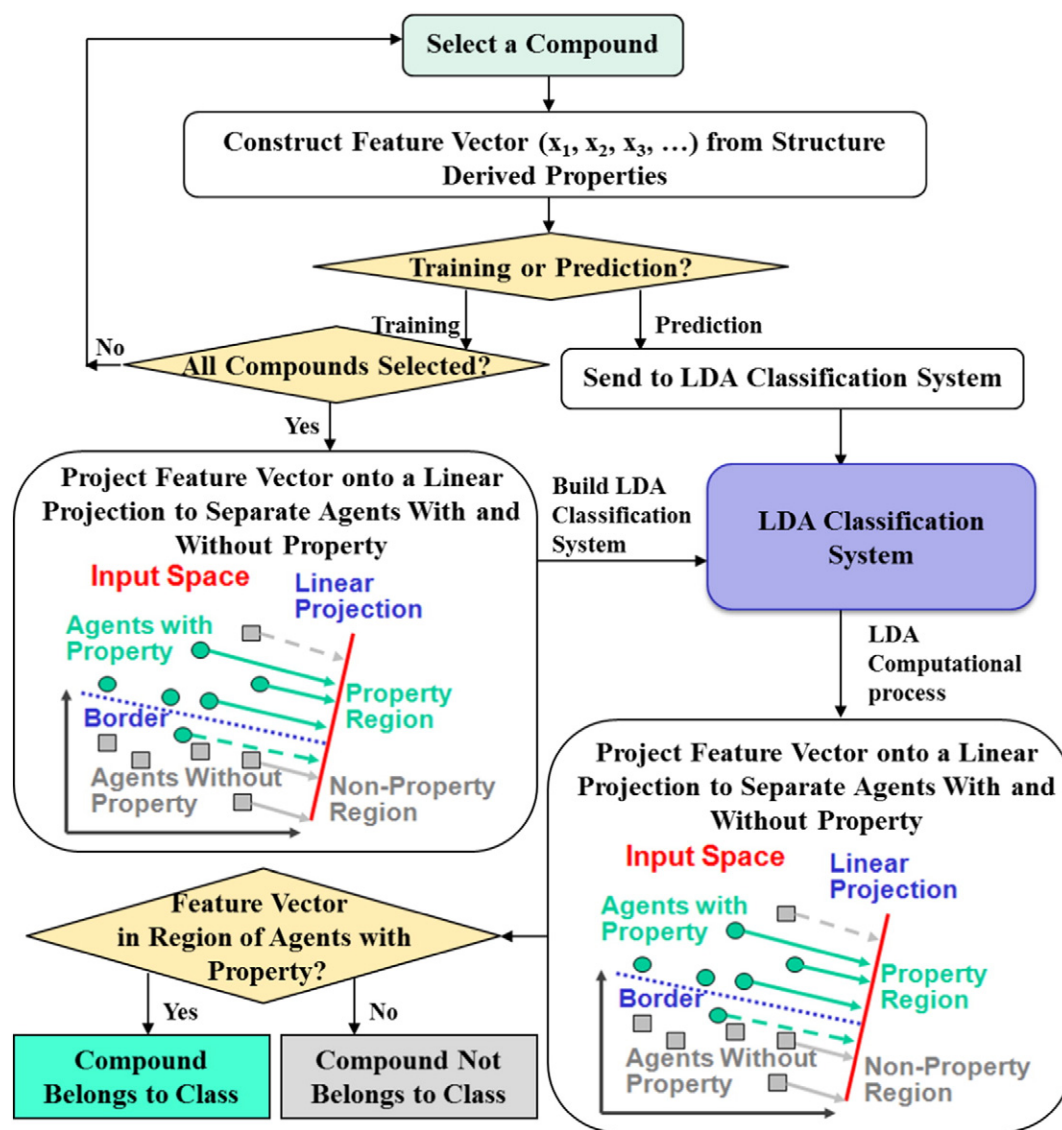 Select a Compound
Construct Feature Vector (x₁, x₂, x₃, …) from Structure
Derived Properties
Training or Prediction?
Training
Prediction
No
All Compounds Selected?
Send to LDA Classification System
Yes
Project Feature Vector onto a Linear
Projection to Separate Agents With and
Without Property
Input Space
Linear
Projection
Agents with
Property
Property
Region
Border
Agents Without
Property
Non-Property
Region
Build LDA
Classification
System
LDA Classification
System
LDA
Computational
process
Project Feature Vector onto a Linear
Projection to Separate Agents With and
Without Property
Input Space
Linear
Projection
Agents with
Property
Property
Region
Border
Agents Without
Property
Non-Property
Region
Feature Vector
in Region of Agents with
Property?
Yes
No
Compound
Belongs to Class
Compound Not
Belongs to Class